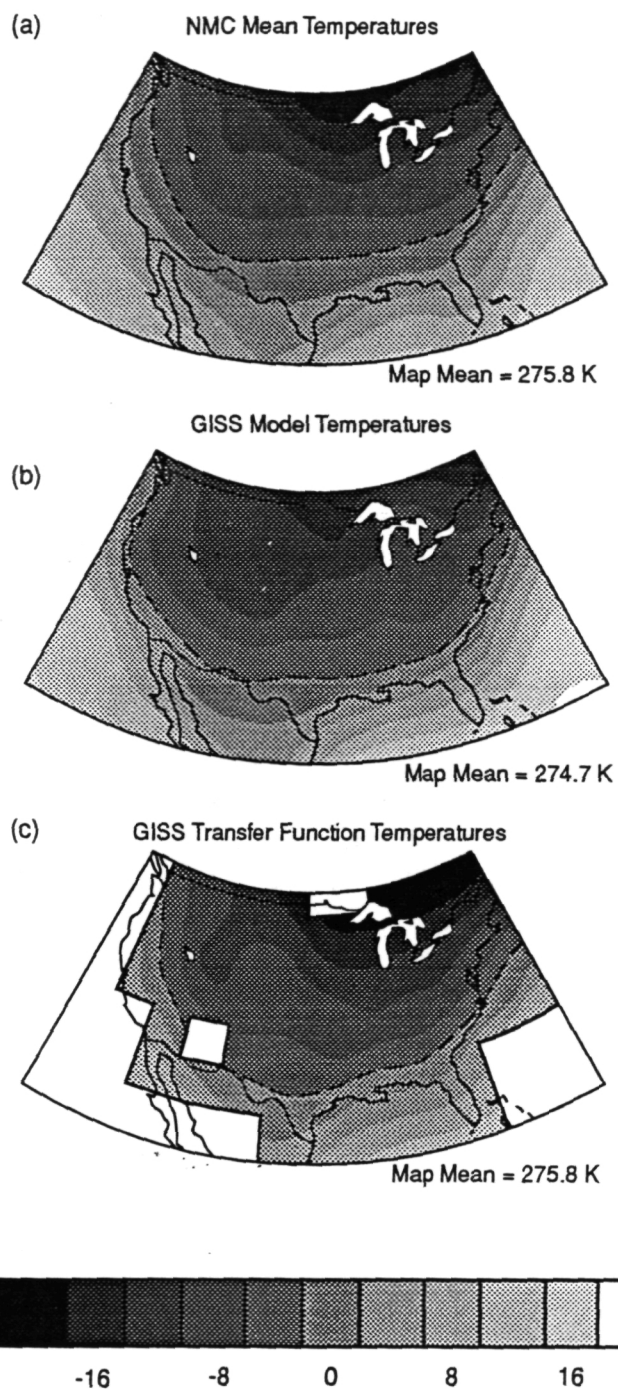 (a)
NMC Mean Temperatures
Map Mean = 275.8 K
GISS Model Temperatures
(b)
Map Mean = 274.7 K
(c)
GISS Transfer Function Temperatures
Map Mean = 275.8 K
-16 -8 0 8 16